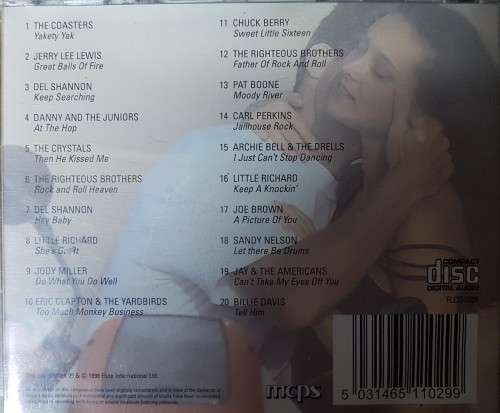 1 THE COASTERS
Yakety Yak
2 JERRY LEE LEWIS
Great Balls Of Fire
3 DEL SHANNON
Keep Searching
4 DANNY AND THE JUNIORS
At The Hop
5 THE CRYSTALS
Then He Kissed Me
6 THE RIGHTEOUS BROTHERS
Rock and Roll Heaven
7 DEL SHANNON
Hey Baby
8 LITTLE RICHARD
She's Got It
9 JODY MILLER
Do What You Do Well
10 ERIC CLAPTON & THE YARDBIRDS
Too Much Monkey Business
11 CHUCK BERRY
Sweet Little Sixteen
12 THE RIGHTEOUS BROTHERS
Father Of Rock And Roll
13 PAT BOONE
Moody River
14 CARL PERKINS
Jailhouse Rock
15 ARCHIE BELL & THE DRELLS
I Just Can't Stop Dancing
16 LITTLE RICHARD
Keep A Knockin'
17 JOE BROWN
A Picture Of You
18 SANDY NELSON
Let there Be Drums
19 JAY & THE AMERICANS
Can't Take My Eyes Off You
20 BILLIE DAVIS
Tell Him
COMPACT
disc
DIGITAL AUDIO
& © 1996 Flute International Ltd.
mcps
5 031465 110299